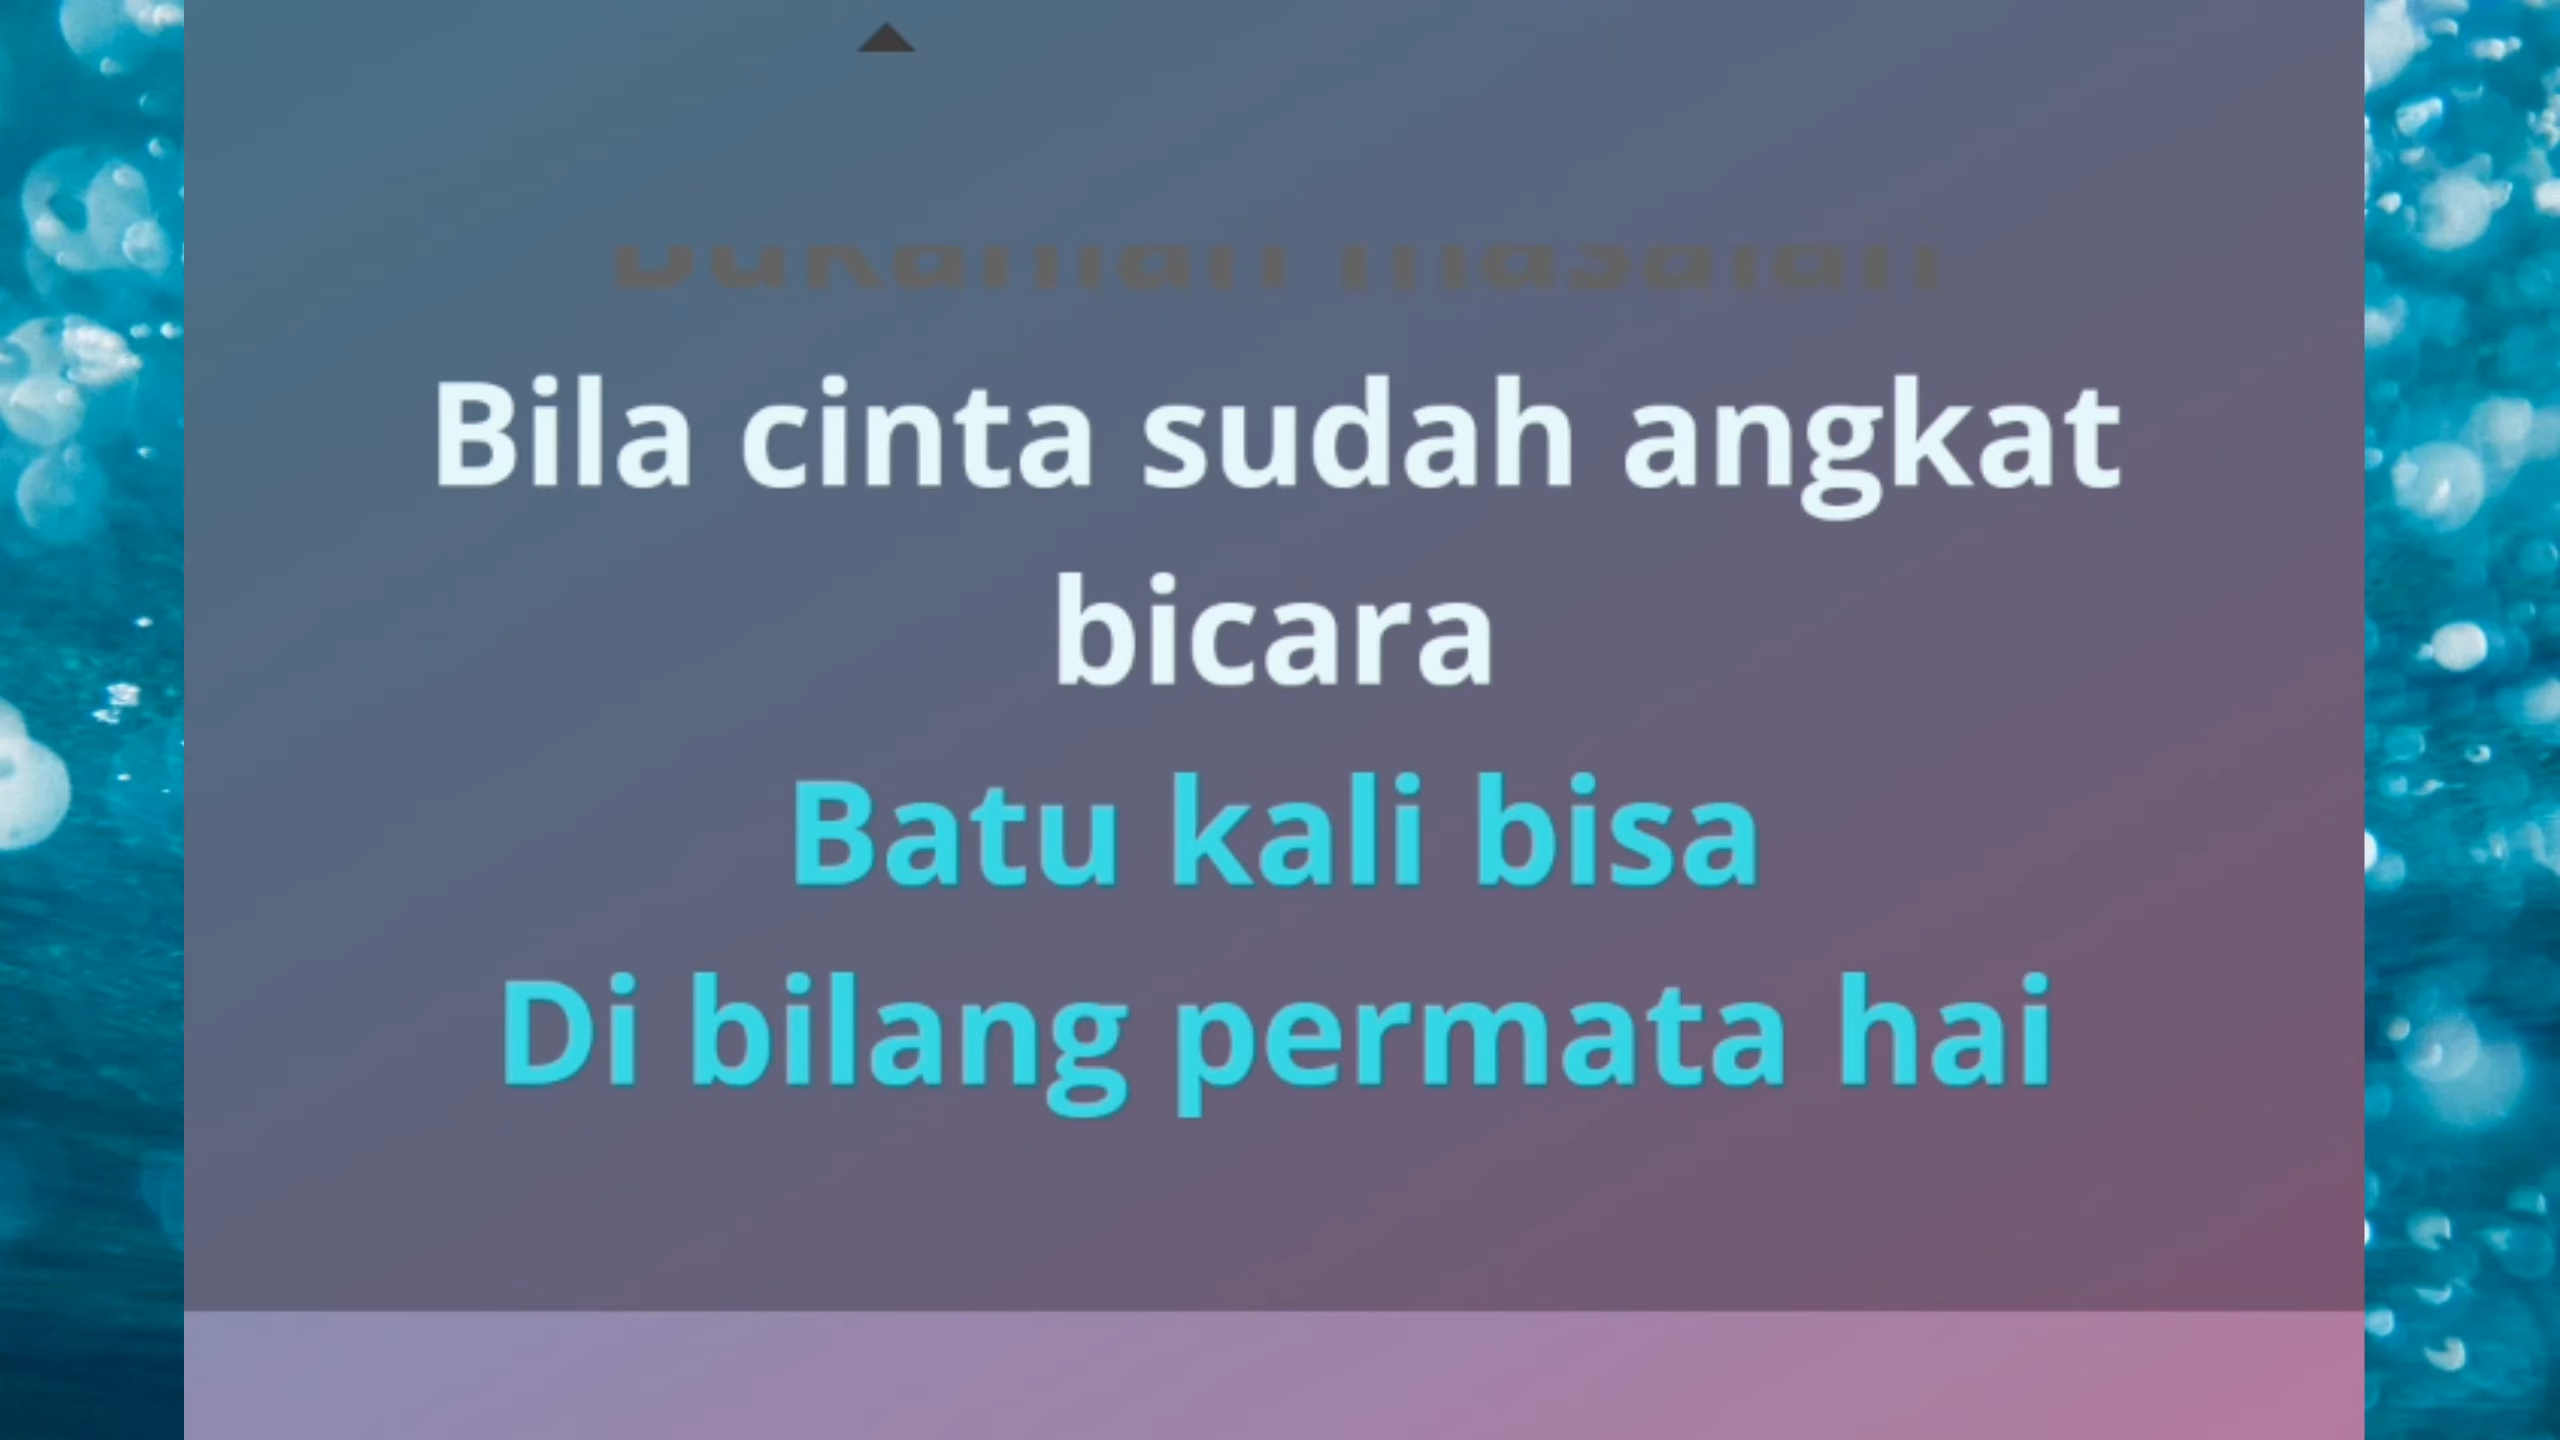 Bila cinta sudah angkat
bicara
Batu kali bisa
Di bilang permata hai